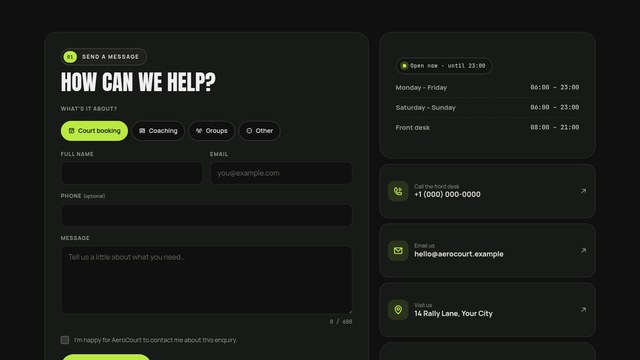 01 SEND A MESSAGE
HOW CAN WE HELP?
WHAT'S IT ABOUT?
Court booking
Coaching
Groups
Other
FULL NAME
EMAIL
you@example.com
PHONE (optional)
MESSAGE
Tell us a little about what you need...
0 / 600
I'm happy for AeroCourt to contact me about this enquiry.
Open now · until 23:00
Monday – Friday 06:00 – 23:00
Saturday – Sunday 06:00 – 23:00
Front desk 08:00 – 21:00
Call the front desk
+1 (000) 000-0000
Email us
hello@aerocourt.example
Visit us
14 Rally Lane, Your City